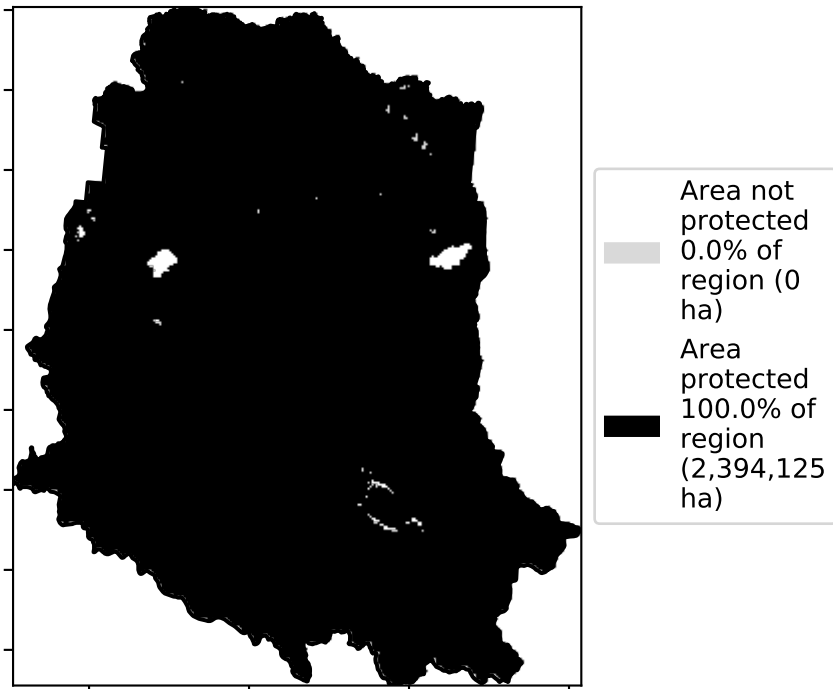 Area not
protected
0.0% of
region (0
ha)
Area
protected
100.0% of
region
(2,394,125
ha)